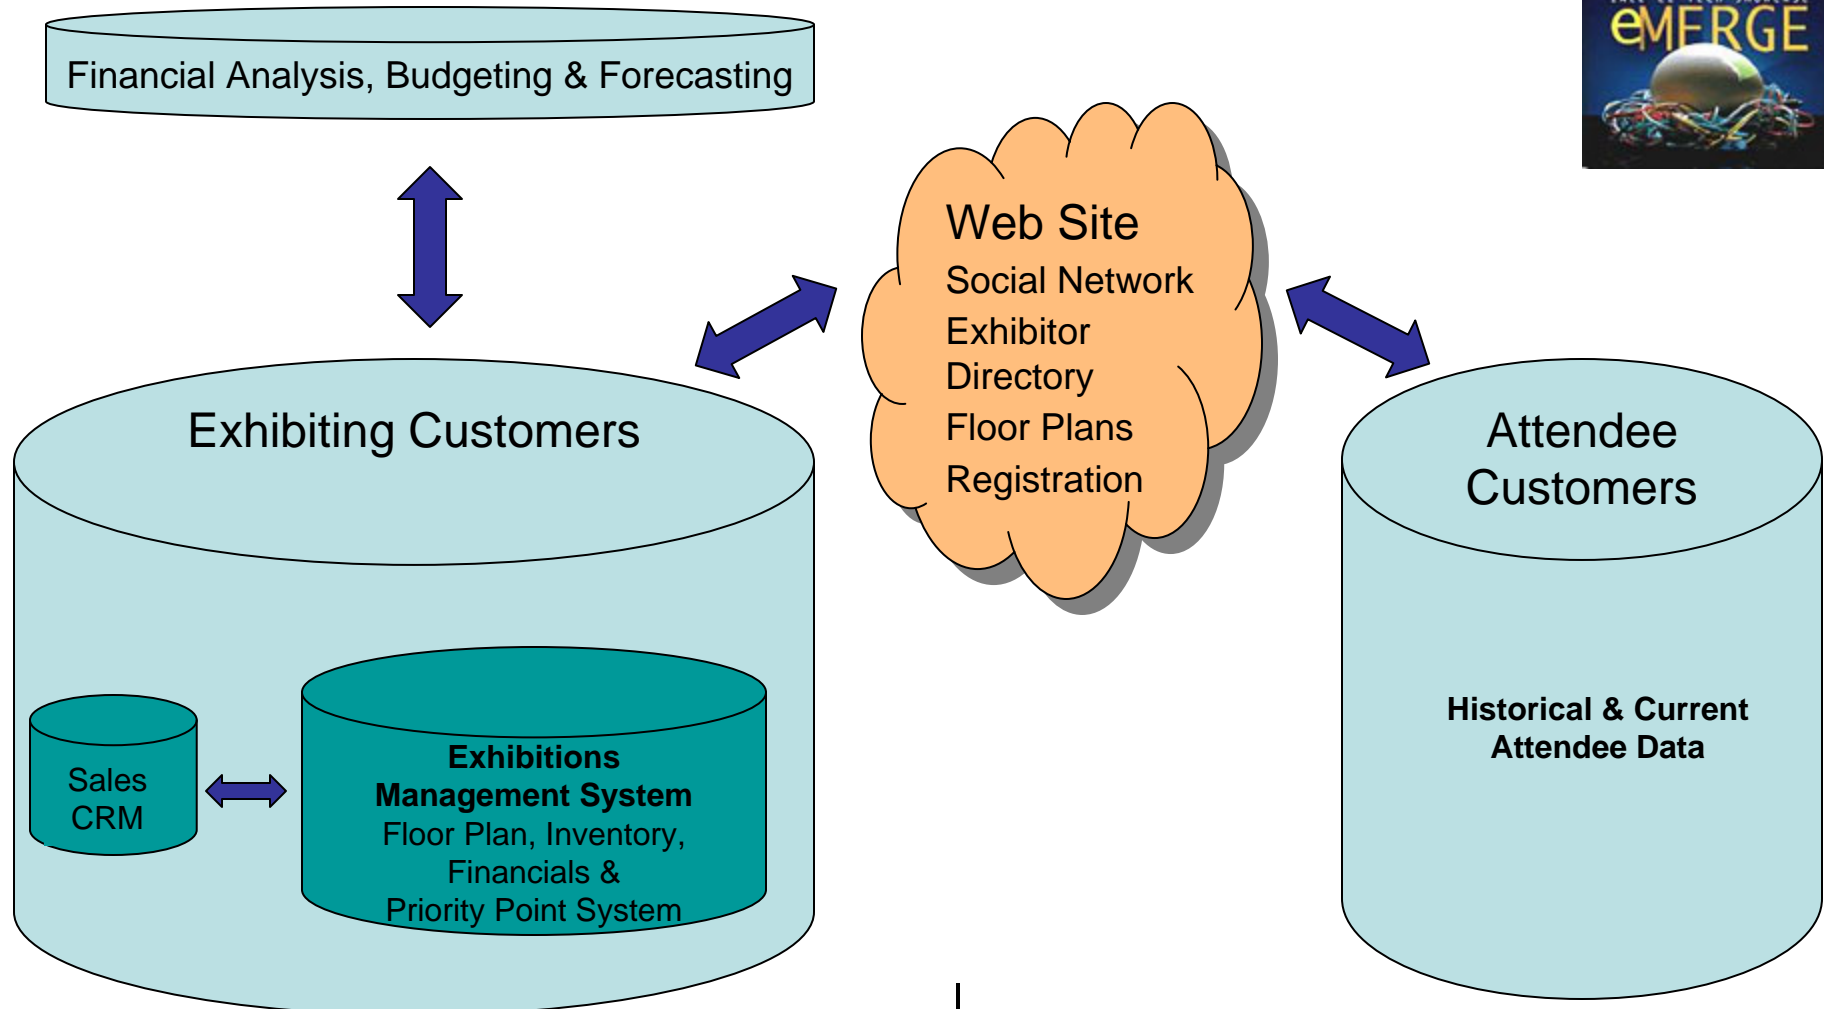 Financial Analysis, Budgeting & Forecasting
eMERGE
Web Site
Social Network
Exhibitor
Directory
Floor Plans
Registration
Exhibiting Customers
Attendee
Customers
Historical & Current
Attendee Data
Sales
CRM
Exhibitions
Management System
Floor Plan, Inventory,
Financials &
Priority Point System